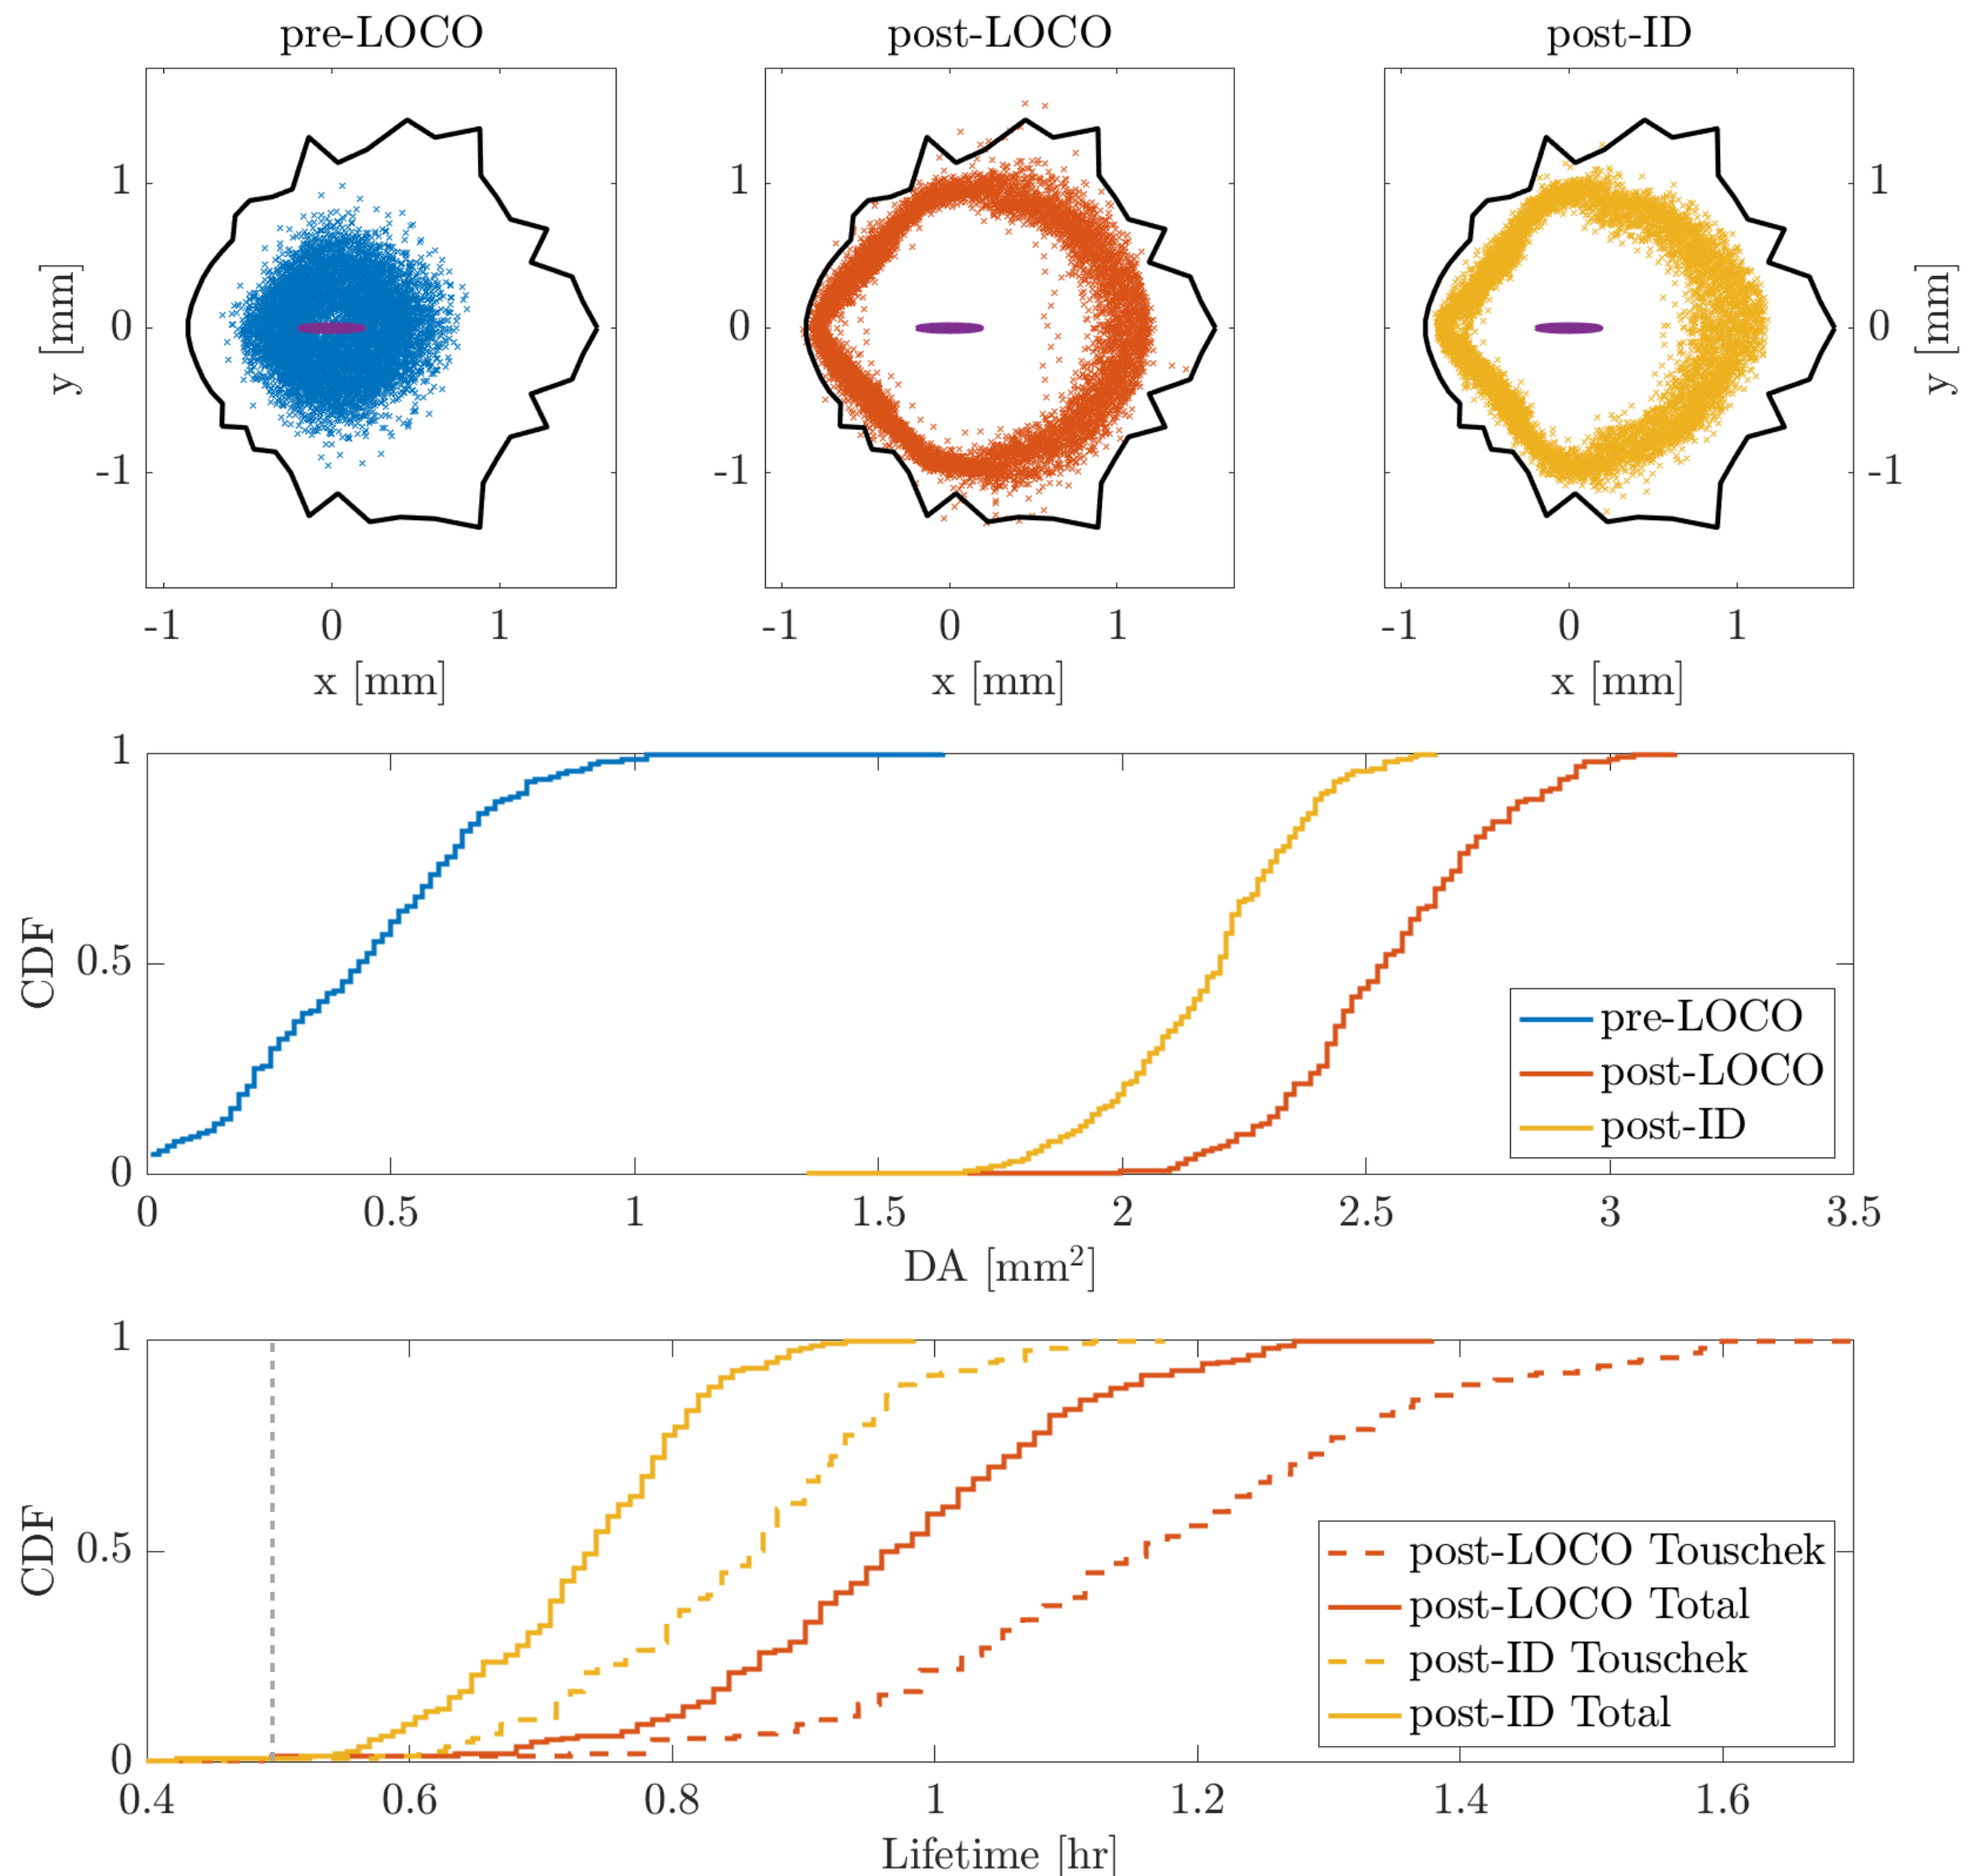 pre-LOCO post-LOCO post-ID
y [mm]
1
0
-1
1
0
-1
1
0
-1
y [mm]
-1 0 1
-1 0 1
-1 0 1
x [mm] x [mm] x [mm]
CDF
1
0.5
0
pre-LOCO
post-LOCO
post-ID
0 0.5 1 1.5 2 2.5 3 3.5
DA [mm²]
CDF
1
0.5
0
post-LOCO Touschek
post-LOCO Total
post-ID Touschek
post-ID Total
0.4 0.6 0.8 1 1.2 1.4 1.6
Lifetime [hr]